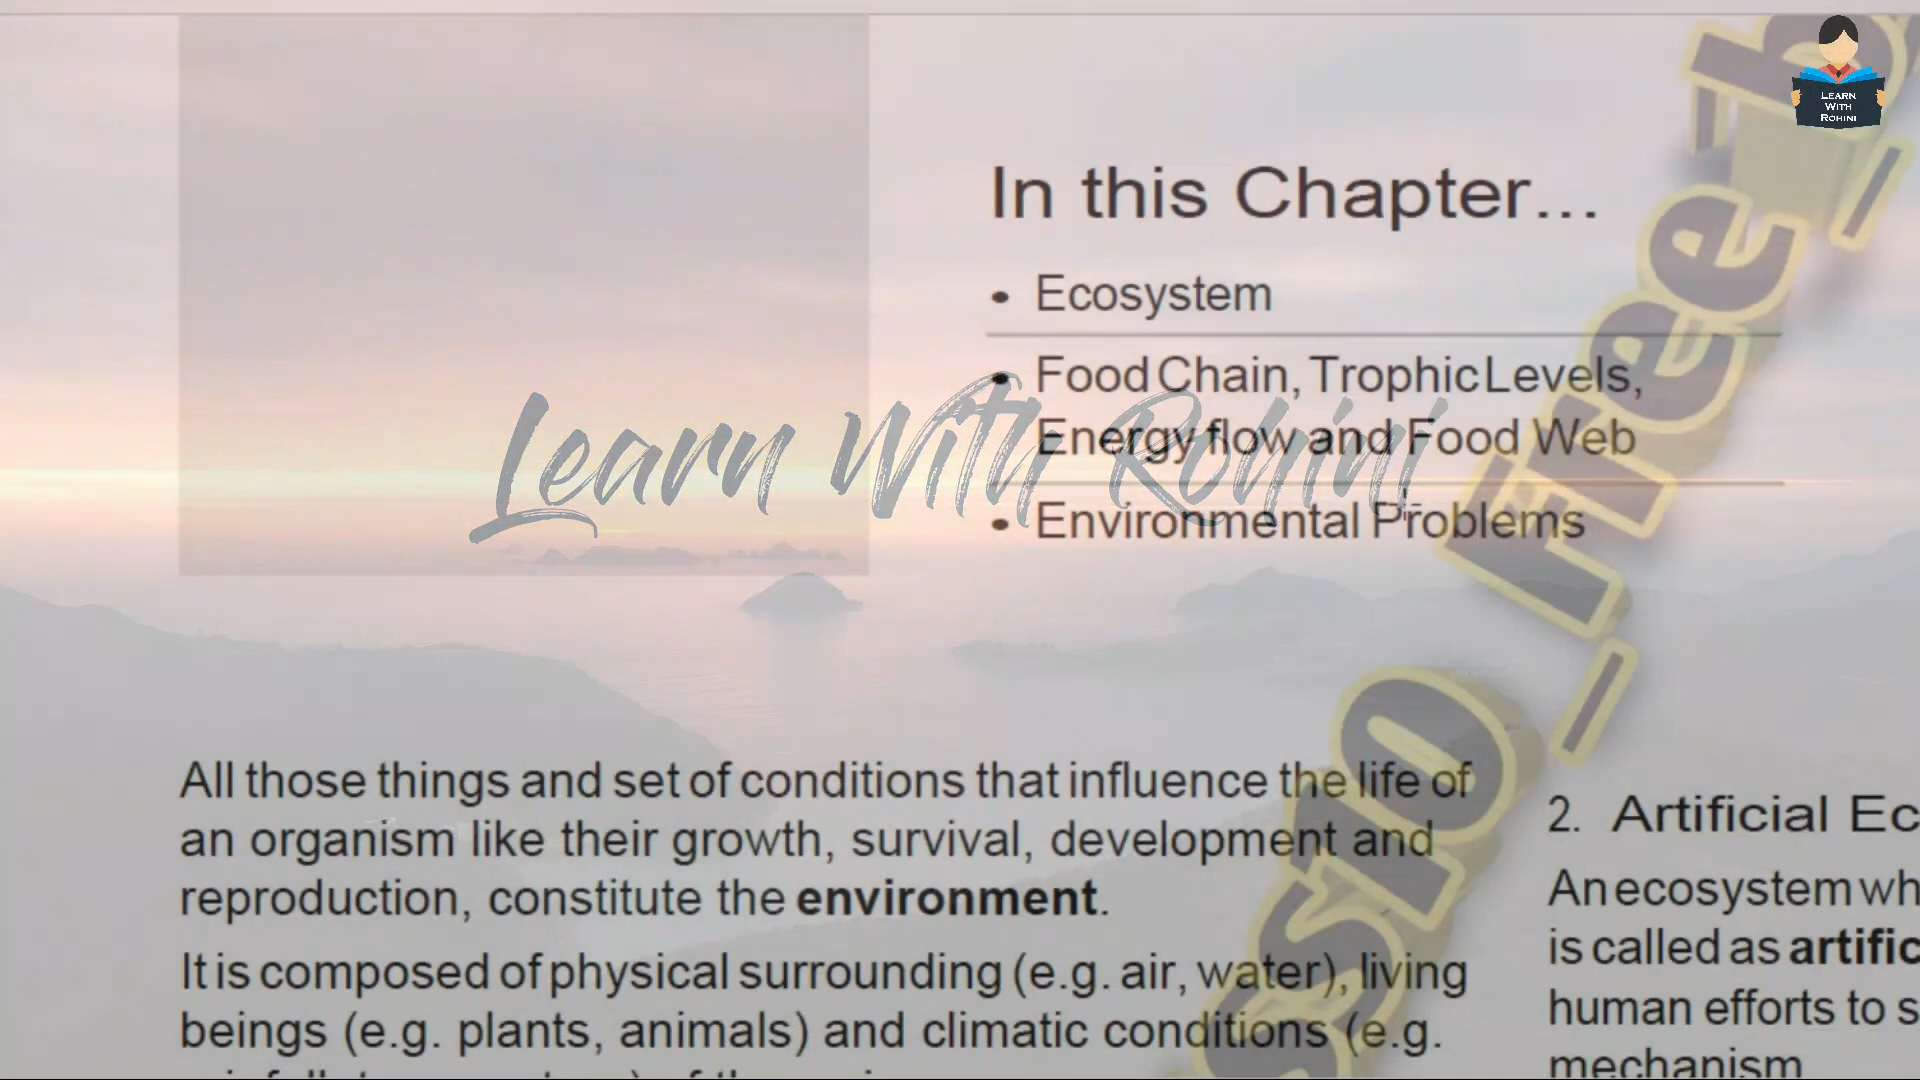 LEARN
WITH
ROHINI
In this Chapter...
• Ecosystem
• Food Chain, Trophic Levels,
Energy flow and Food Web
• Environmental Problems
Learn With Rohini
All those things and set of conditions that influence the life of
an organism like their growth, survival, development and
reproduction, constitute the environment.
It is composed of physical surrounding (e.g. air, water), living
beings (e.g. plants, animals) and climatic conditions (e.g.
2. Artificial Ec
An ecosystem wh
is called as artific
human efforts to s
mechanism
s10_Free_b